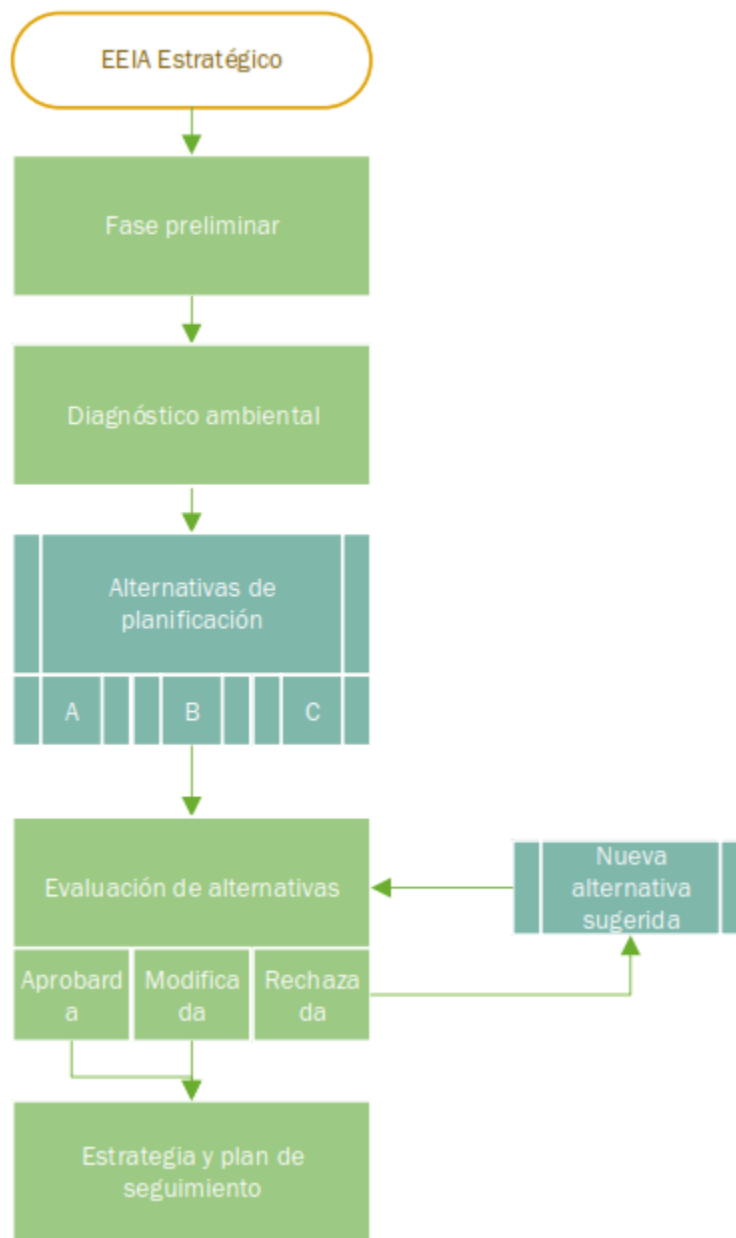 EEIA Estratégico
Fase preliminar
Diagnóstico ambiental
Alternativas de
planificación
A
B
C
Evaluación de alternativas
Nueva
alternativa
sugerida
Aprobard
a
Modifica
da
Rechaza
da
Estrategia y plan de
seguimiento